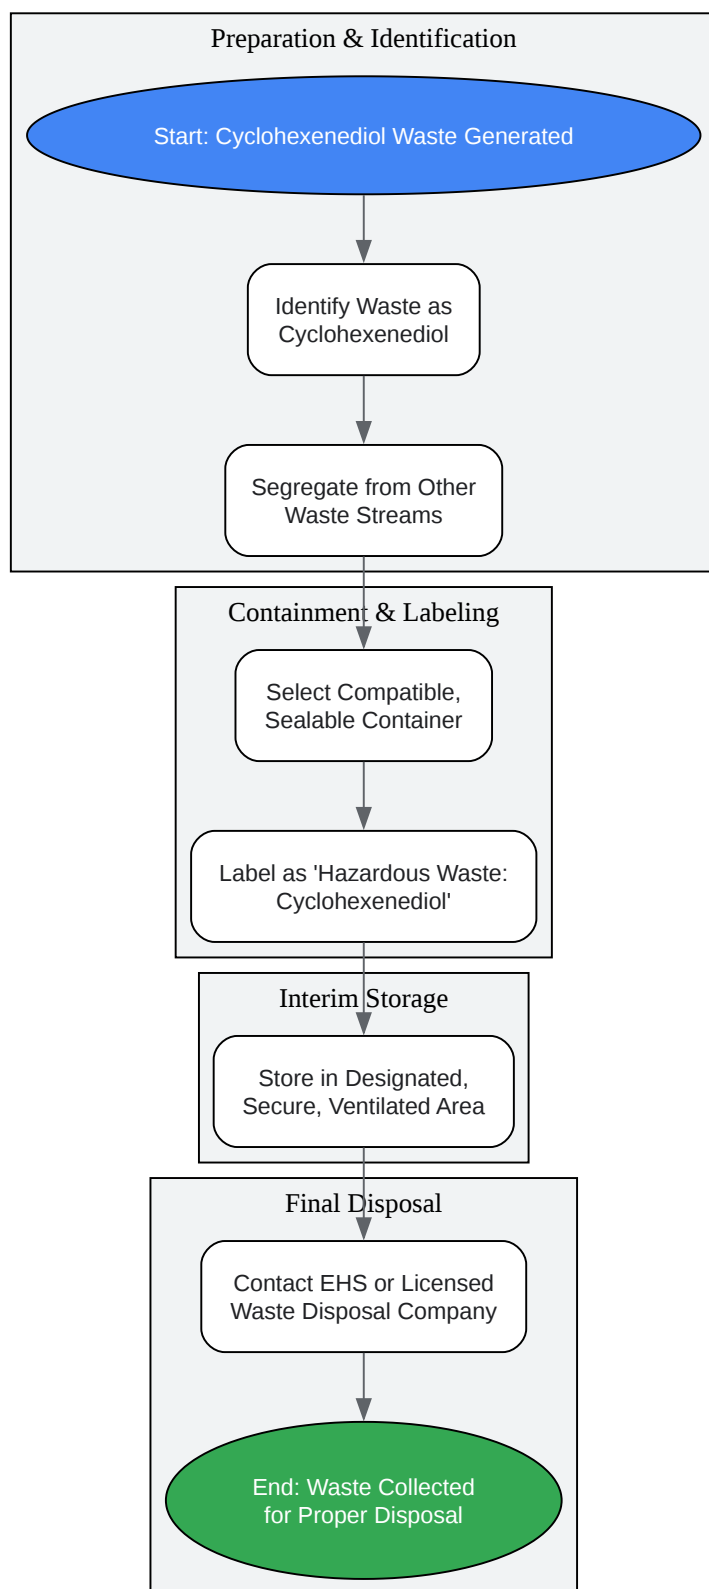 Preparation & Identification
Start: Cyclohexenediol Waste Generated
Identify Waste as
Cyclohexenediol
Segregate from Other
Waste Streams
Containment & Labeling
Select Compatible,
Sealable Container
Label as 'Hazardous Waste:
Cyclohexenediol'
Interim Storage
Store in Designated,
Secure, Ventilated Area
Final Disposal
Contact EHS or Licensed
Waste Disposal Company
End: Waste Collected
for Proper Disposal